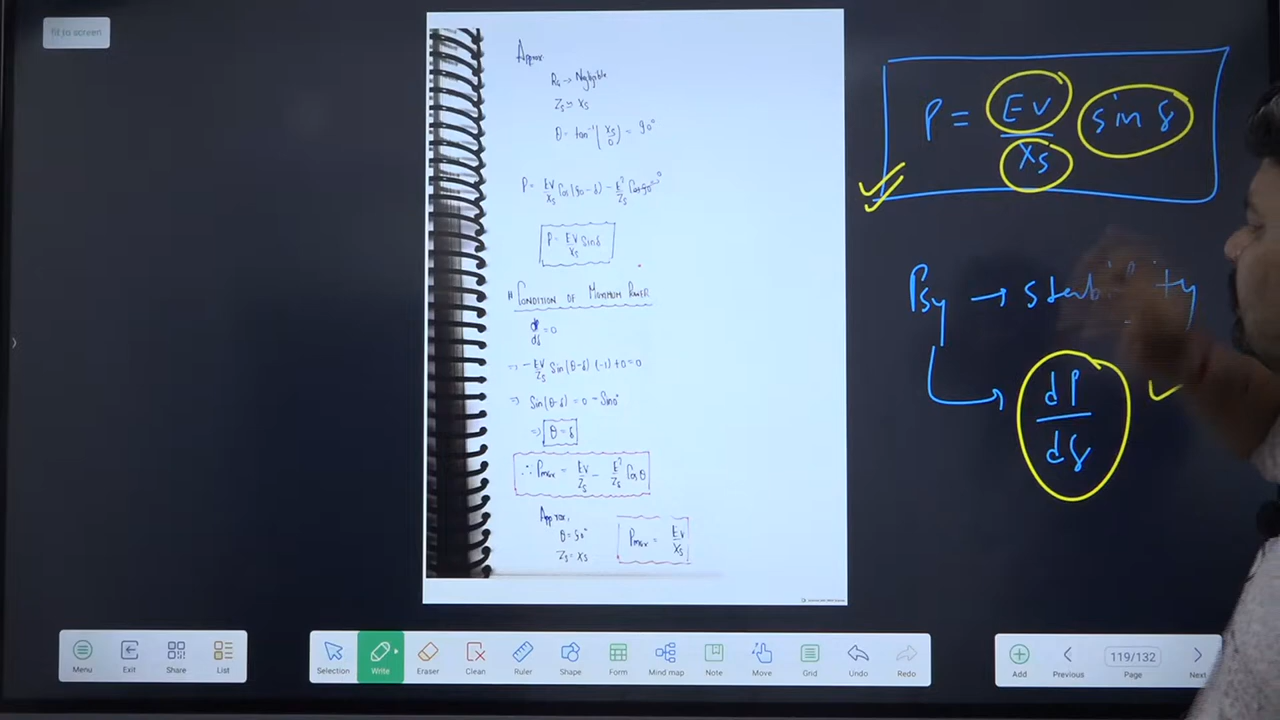 fit to screen
Approx.
Rs → Negligible
Zs ≈ Xs
θ = tan⁻¹ (Xs/0) = 90°
P = EV/Xs Cos(90 - δ) - E²/Zs Cos 90°
P = EV/Xs Sinδ
# CONDITION OF MAXIMUM POWER
dP/dδ = 0
⇒ -EV/Zs Sin(θ-δ) (-1) + 0 = 0
⇒ Sin(θ-δ) = 0 = Sin0°
⇒ θ = δ
∴ Pmax = EV/Zs - E²/Zs Cosθ
Approx,
θ = 90°
Zs = Xs
Pmax = EV/Xs
P = EV/Xs sin δ
Psy → stability
dP/dδ
Menu Exit Share List
Selection Write Eraser Clean Ruler Shape Form Mind map Note Move Grid Undo Redo
Add Previous 119/132 Page Next